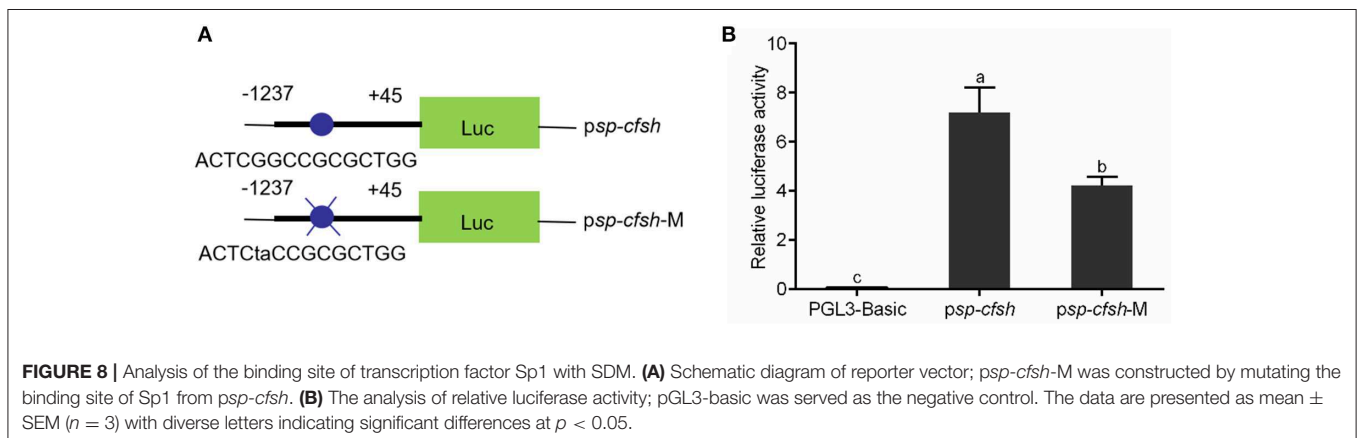 A
-1237 +45
Luc
psp-cfsh
ACTCGGCCGCGCTGG
-1237 +45
Luc
psp-cfsh-M
ACTCtaCCGCGCTGG
B
Relative luciferase activity
10
8
6
4
2
0
c
a
b
PGL3-Basic psp-cfsh psp-cfsh-M
FIGURE 8 | Analysis of the binding site of transcription factor Sp1 with SDM. (A) Schematic diagram of reporter vector; psp-cfsh-M was constructed by mutating the
binding site of Sp1 from psp-cfsh. (B) The analysis of relative luciferase activity; pGL3-basic was served as the negative control. The data are presented as mean ±
SEM (n = 3) with diverse letters indicating significant differences at p < 0.05.